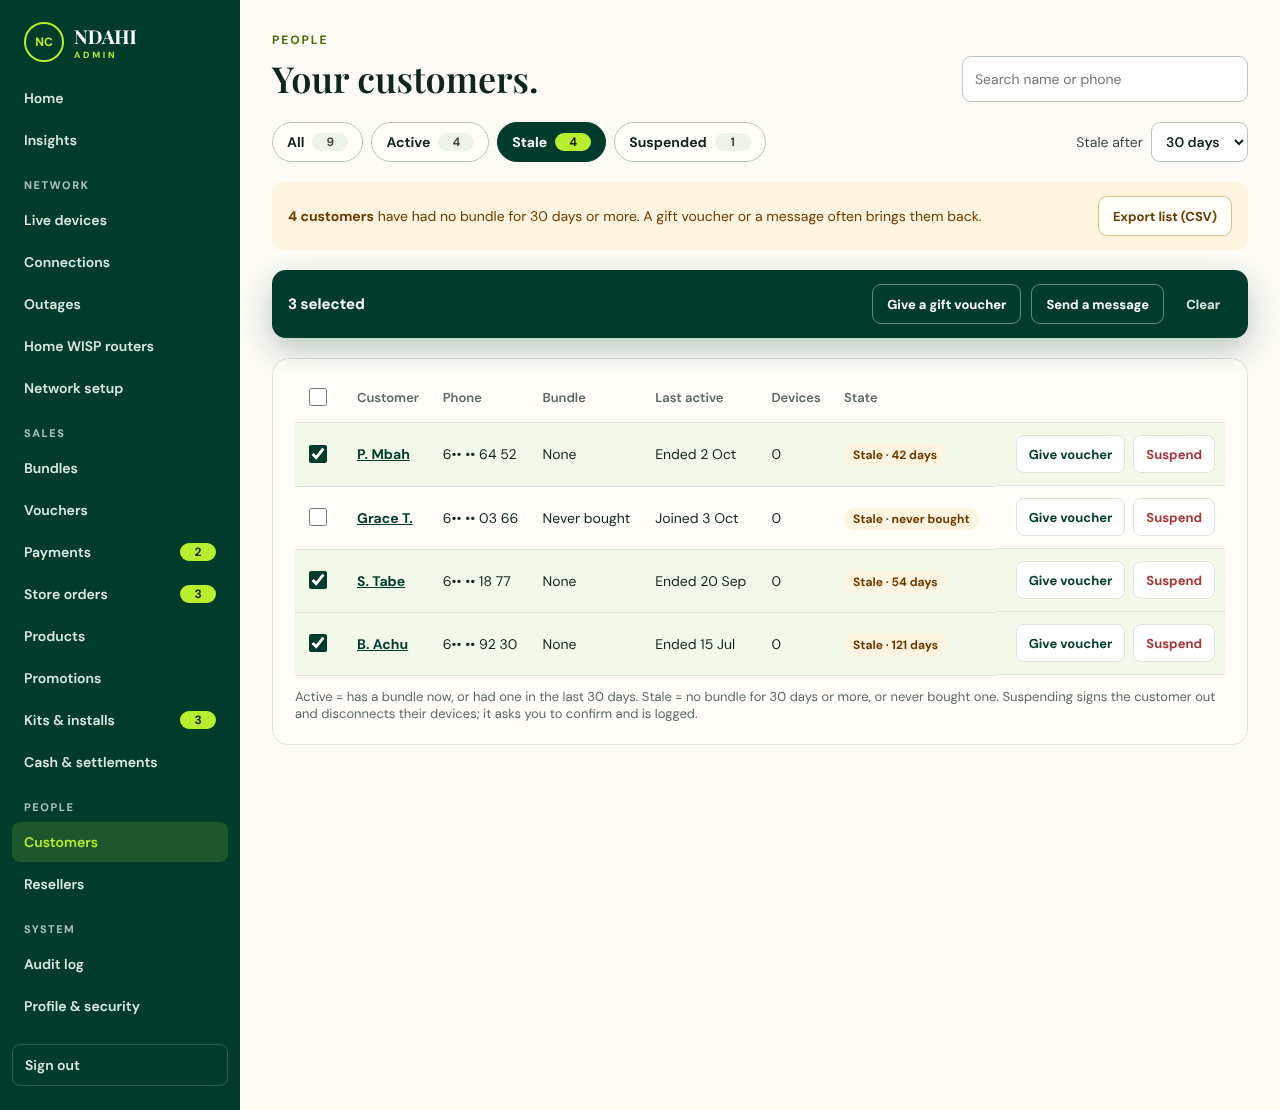 NC
NDAHI
ADMIN
Home
Insights
NETWORK
Live devices
Connections
Outages
Home WISP routers
Network setup
SALES
Bundles
Vouchers
Payments 2
Store orders 3
Products
Promotions
Kits & installs 3
Cash & settlements
PEOPLE
Customers
Resellers
SYSTEM
Audit log
Profile & security
Sign out
PEOPLE
Your customers.
Search name or phone
All 9 Active 4 Stale 4 Suspended 1
Stale after 30 days
4 customers have had no bundle for 30 days or more. A gift voucher or a message often brings them back.
Export list (CSV)
3 selected
Give a gift voucher Send a message Clear
Customer Phone Bundle Last active Devices State
P. Mbah 6•• •• 64 52 None Ended 2 Oct 0 Stale · 42 days Give voucher Suspend
Grace T. 6•• •• 03 66 Never bought Joined 3 Oct 0 Stale · never bought Give voucher Suspend
S. Tabe 6•• •• 18 77 None Ended 20 Sep 0 Stale · 54 days Give voucher Suspend
B. Achu 6•• •• 92 30 None Ended 15 Jul 0 Stale · 121 days Give voucher Suspend
Active = has a bundle now, or had one in the last 30 days. Stale = no bundle for 30 days or more, or never bought one. Suspending signs the customer out
and disconnects their devices; it asks you to confirm and is logged.